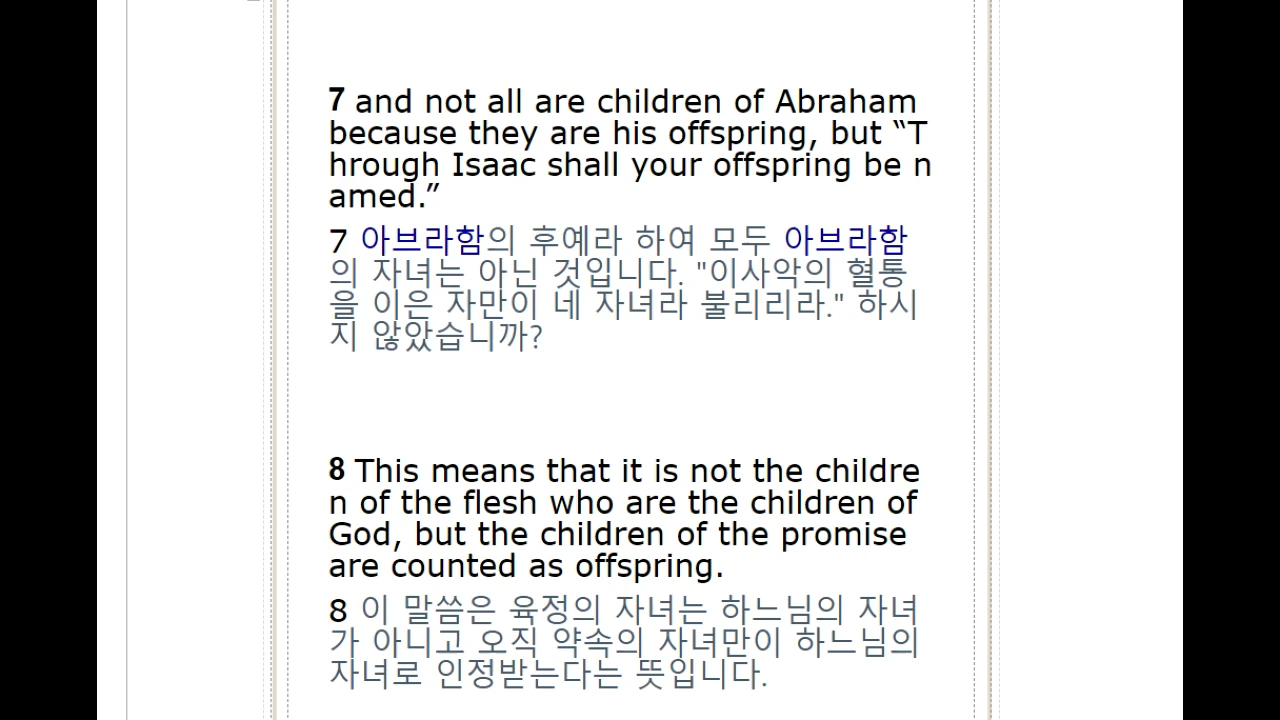 7 and not all are children of Abraham
because they are his offspring, but “T
hrough Isaac shall your offspring be n
amed.”
7 아브라함의 후예라 하여 모두 아브라함
의 자녀는 아닌 것입니다. "이사악의 혈통
을 이은 자만이 네 자녀라 불리리라." 하시
지 않았습니까?
8 This means that it is not the childre
n of the flesh who are the children of
God, but the children of the promise
are counted as offspring.
8 이 말씀은 육정의 자녀는 하느님의 자녀
가 아니고 오직 약속의 자녀만이 하느님의
자녀로 인정받는다는 뜻입니다.